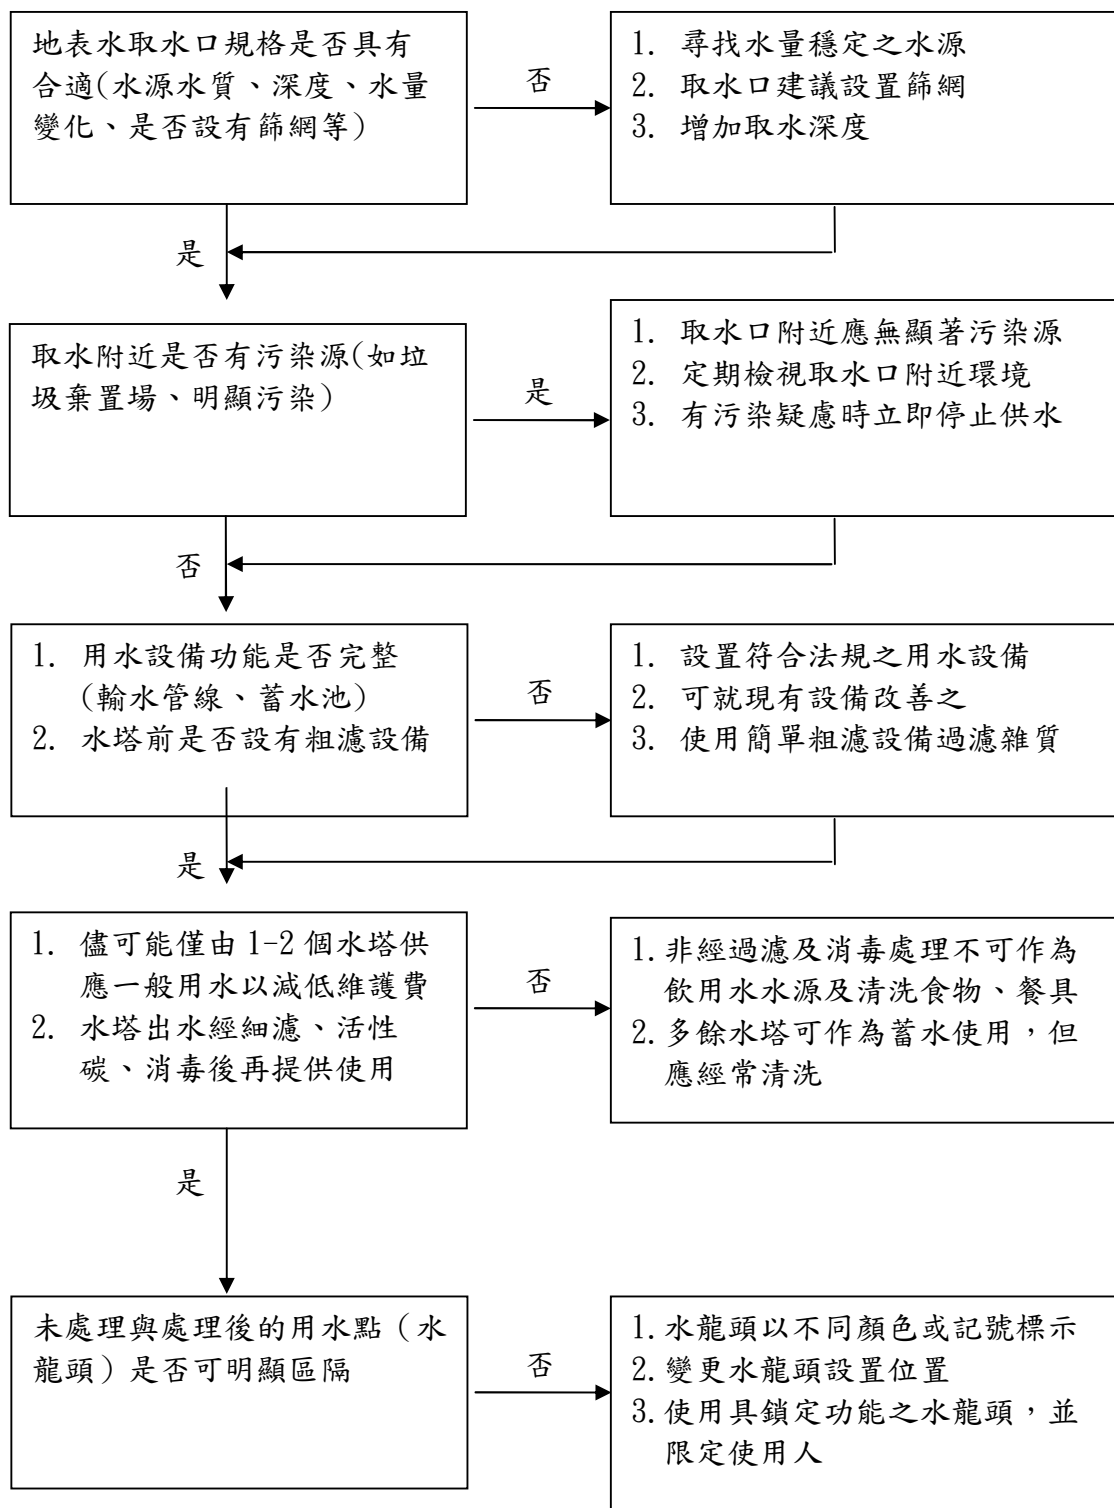 地表水取水口規格是否具有
合適(水源水質、深度、水量
變化、是否設有篩網等)
否
1. 尋找水量穩定之水源
2. 取水口建議設置篩網
3. 增加取水深度
是
取水附近是否有污染源(如垃
圾棄置場、明顯污染)
是
1. 取水口附近應無顯著污染源
2. 定期檢視取水口附近環境
3. 有污染疑慮時立即停止供水
否
1. 用水設備功能是否完整
(輸水管線、蓄水池)
2. 水塔前是否設有粗濾設備
否
1. 設置符合法規之用水設備
2. 可就現有設備改善之
3. 使用簡單粗濾設備過濾雜質
是
1. 儘可能僅由 1-2 個水塔供
應一般用水以減低維護費
2. 水塔出水經細濾、活性
碳、消毒後再提供使用
否
1. 非經過濾及消毒處理不可作為
飲用水水源及清洗食物、餐具
2. 多餘水塔可作為蓄水使用，但
應經常清洗
是
未處理與處理後的用水點（水
龍頭）是否可明顯區隔
否
1. 水龍頭以不同顏色或記號標示
2. 變更水龍頭設置位置
3. 使用具鎖定功能之水龍頭，並
限定使用人